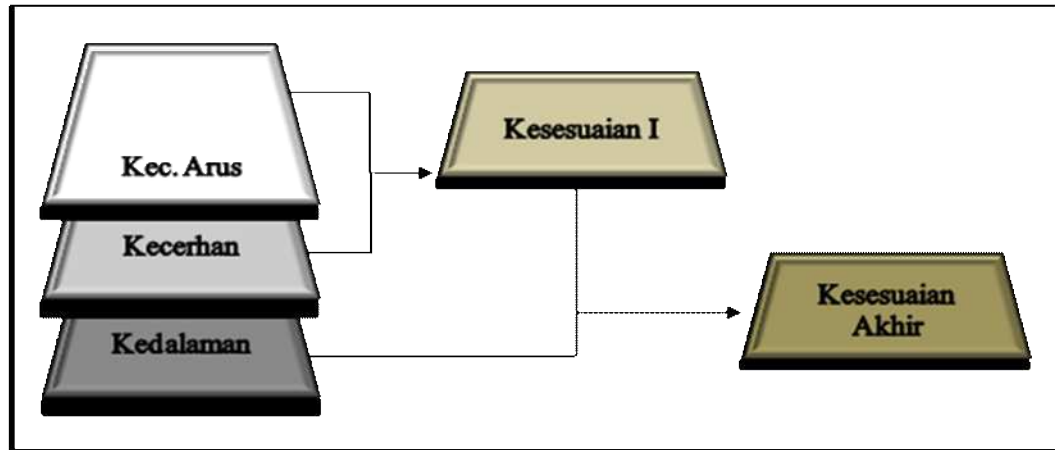 Kec. Arus
Kecerhan
Kedalaman
Kesesuaian I
Kesesuaian
Akhir